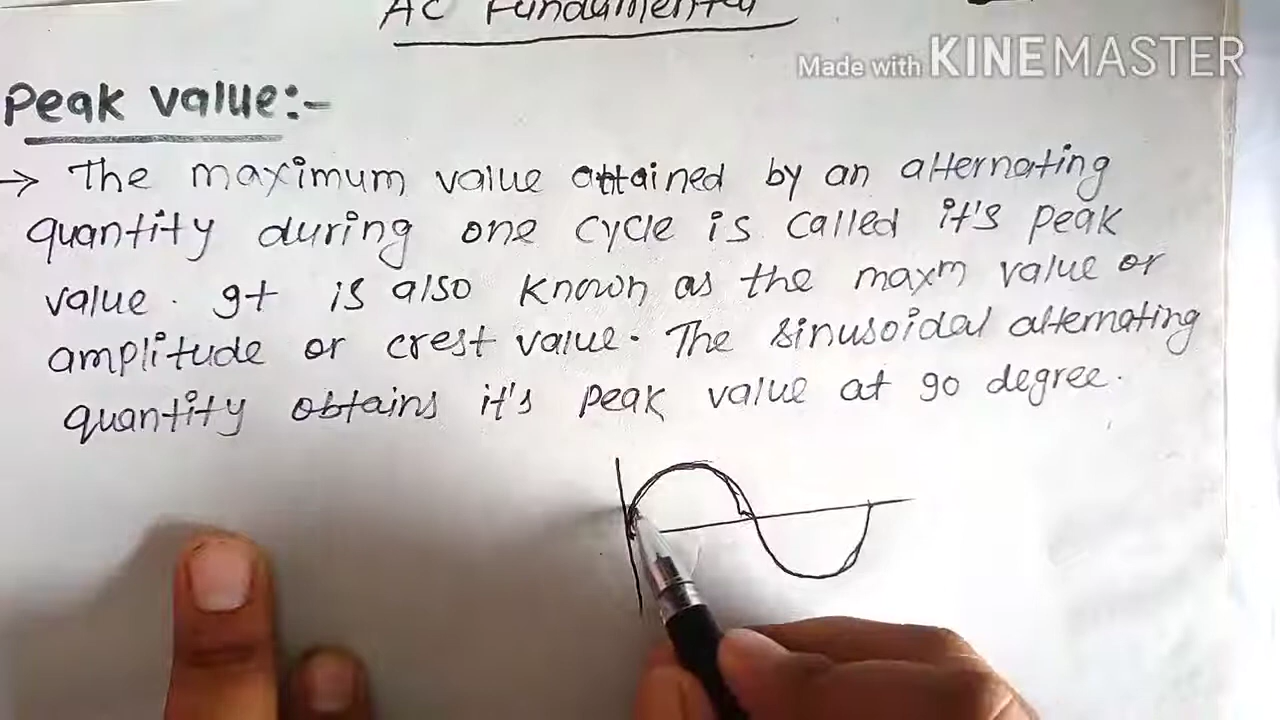 AC Fundamental
Made with KINEMASTER
Peak value:-
→ The maximum value attained by an alternating
quantity during one cycle is called it's peak
value. It is also known as the maxm value or
amplitude or crest value. The sinusoidal alternating
quantity obtains it's peak value at 90 degree.